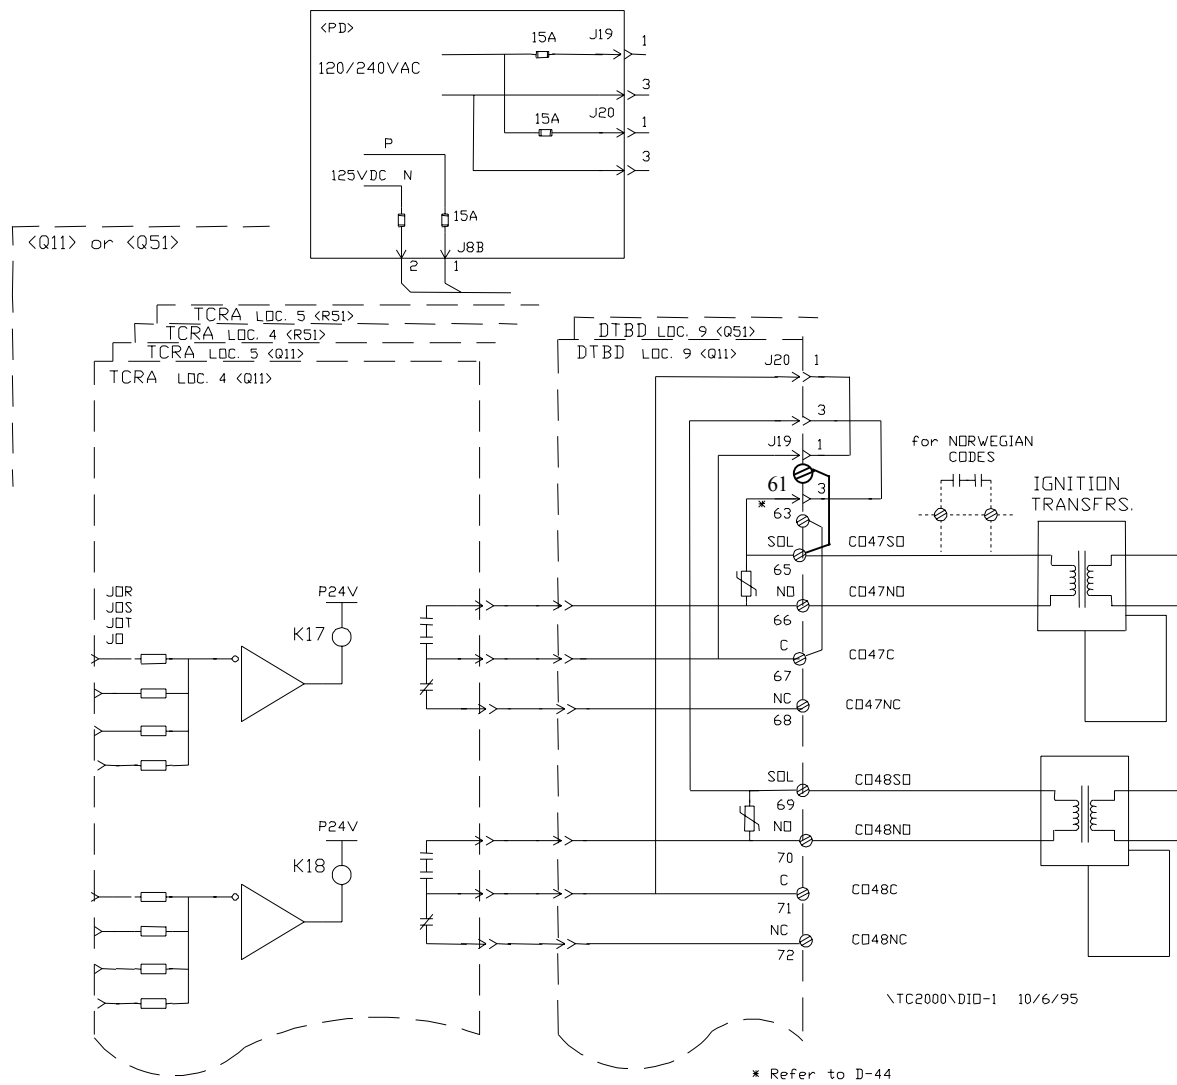 <PD>
15A
J19
1
120/240VAC
3
15A
J20
1
3
P
125VDC N
15A
J8B
2
1
<Q11> or <Q51>
TCRA LOC. 5 <R51>
TCRA LOC. 4 <R51>
TCRA LOC. 5 <Q11>
TCRA LOC. 4 <Q11>
DTBD LOC. 9 <Q51>
DTBD LOC. 9 <Q11>
J20
1
3
J19
1
61
3
*
63
for NORWEGIAN
CODES
IGNITION
TRANSFRS.
SOL
CO47SO
65
NO
CO47NO
66
C
CO47C
67
NC
CO47NC
68
JOR
JOS
JOT
JO
P24V
K17
SOL
CO48SO
69
NO
CO48NO
70
C
CO48C
71
NC
CO48NC
72
P24V
K18
\TC2000\DIO-1 10/6/95
* Refer to D-44